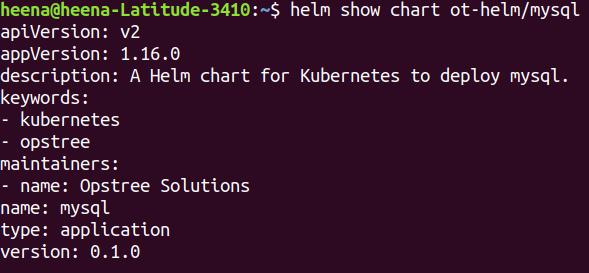 heena@heena-Latitude-3410:~$ helm show chart ot-helm/mysql
apiVersion: v2
appVersion: 1.16.0
description: A Helm chart for Kubernetes to deploy mysql.
keywords:
- kubernetes
- opstree
maintainers:
- name: Opstree Solutions
name: mysql
type: application
version: 0.1.0